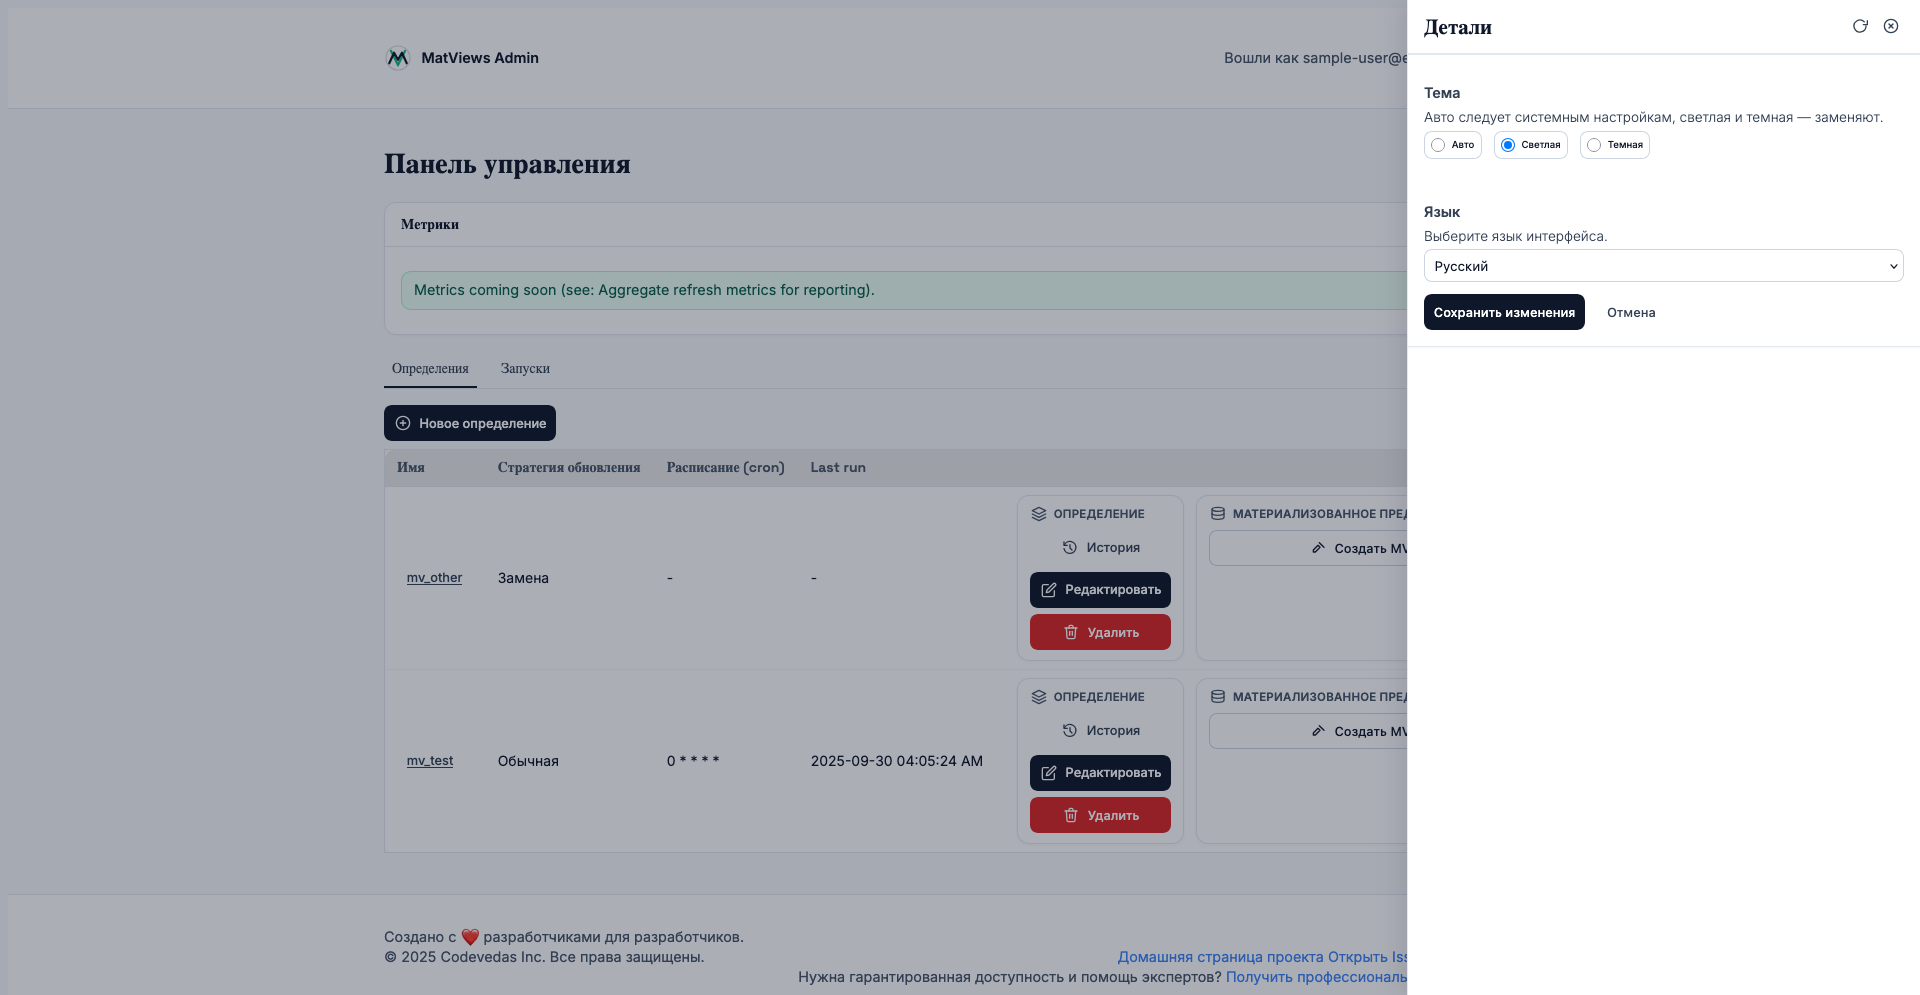 MatViews Admin
Вошли как sample-user@e
Панель управления
Метрики
Metrics coming soon (see: Aggregate refresh metrics for reporting).
Определения
Запуски
Новое определение
Имя
Стратегия обновления
Расписание (cron)
Last run
mv_other
Замена
-
-
ОПРЕДЕЛЕНИЕ
История
Редактировать
Удалить
МАТЕРИАЛИЗОВАННОЕ ПРЕД
Создать MV
mv_test
Обычная
0 * * * *
2025-09-30 04:05:24 AM
ОПРЕДЕЛЕНИЕ
История
Редактировать
Удалить
МАТЕРИАЛИЗОВАННОЕ ПРЕД
Создать MV
Создано с ❤️ разработчиками для разработчиков.
© 2025 Codevedas Inc. Все права защищены.
Домашняя страница проекта Открыть Iss
Нужна гарантированная доступность и помощь экспертов? Получить профессиональ
Детали
Тема
Авто следует системным настройкам, светлая и темная — заменяют.
Авто
Светлая
Темная
Язык
Выберите язык интерфейса.
Русский
Сохранить изменения
Отмена